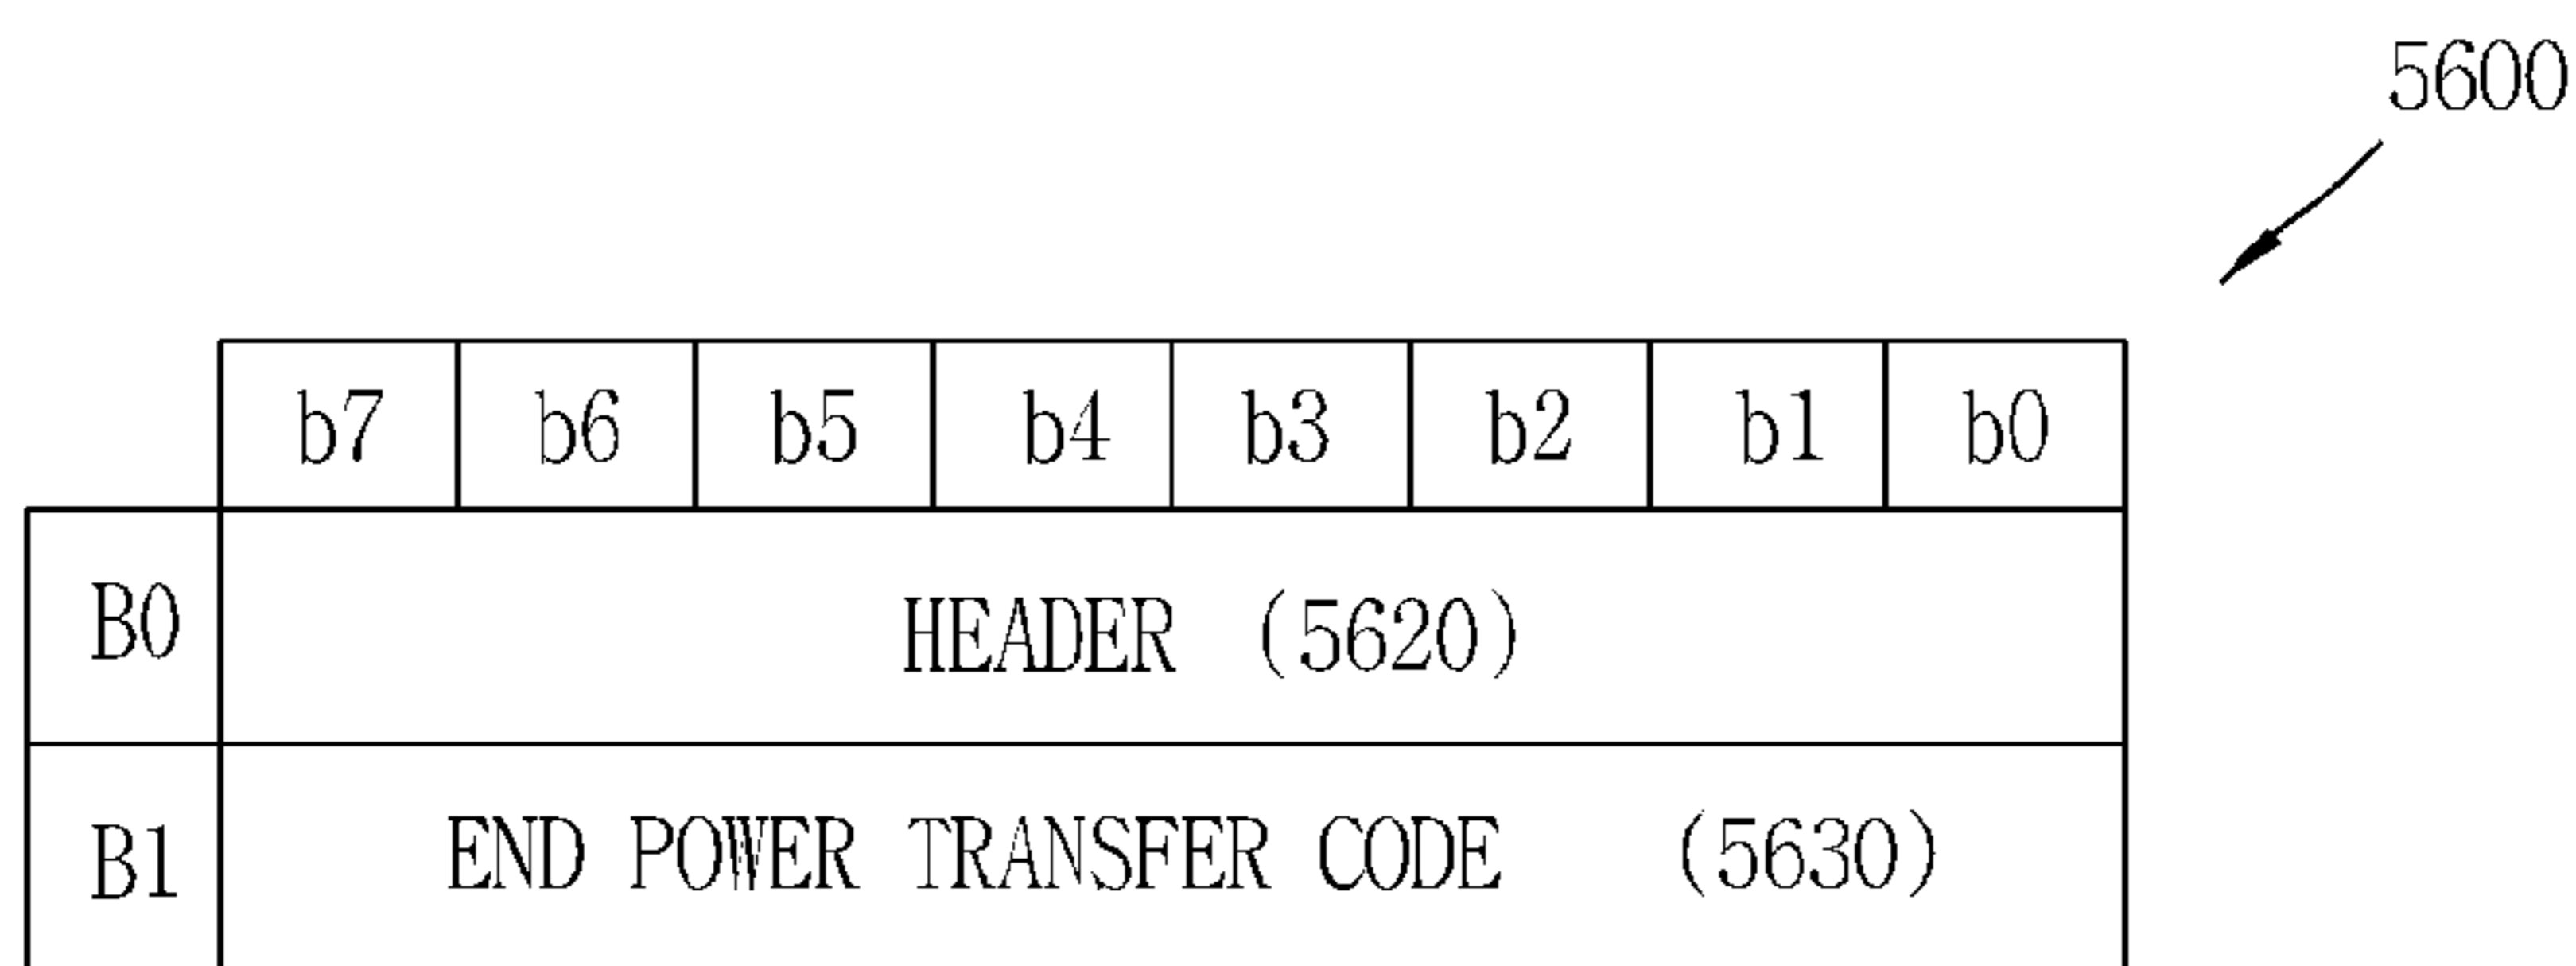 5600
b7 b6 b5 b4 b3 b2 b1 b0
B0 HEADER (5620)
B1 END POWER TRANSFER CODE (5630)